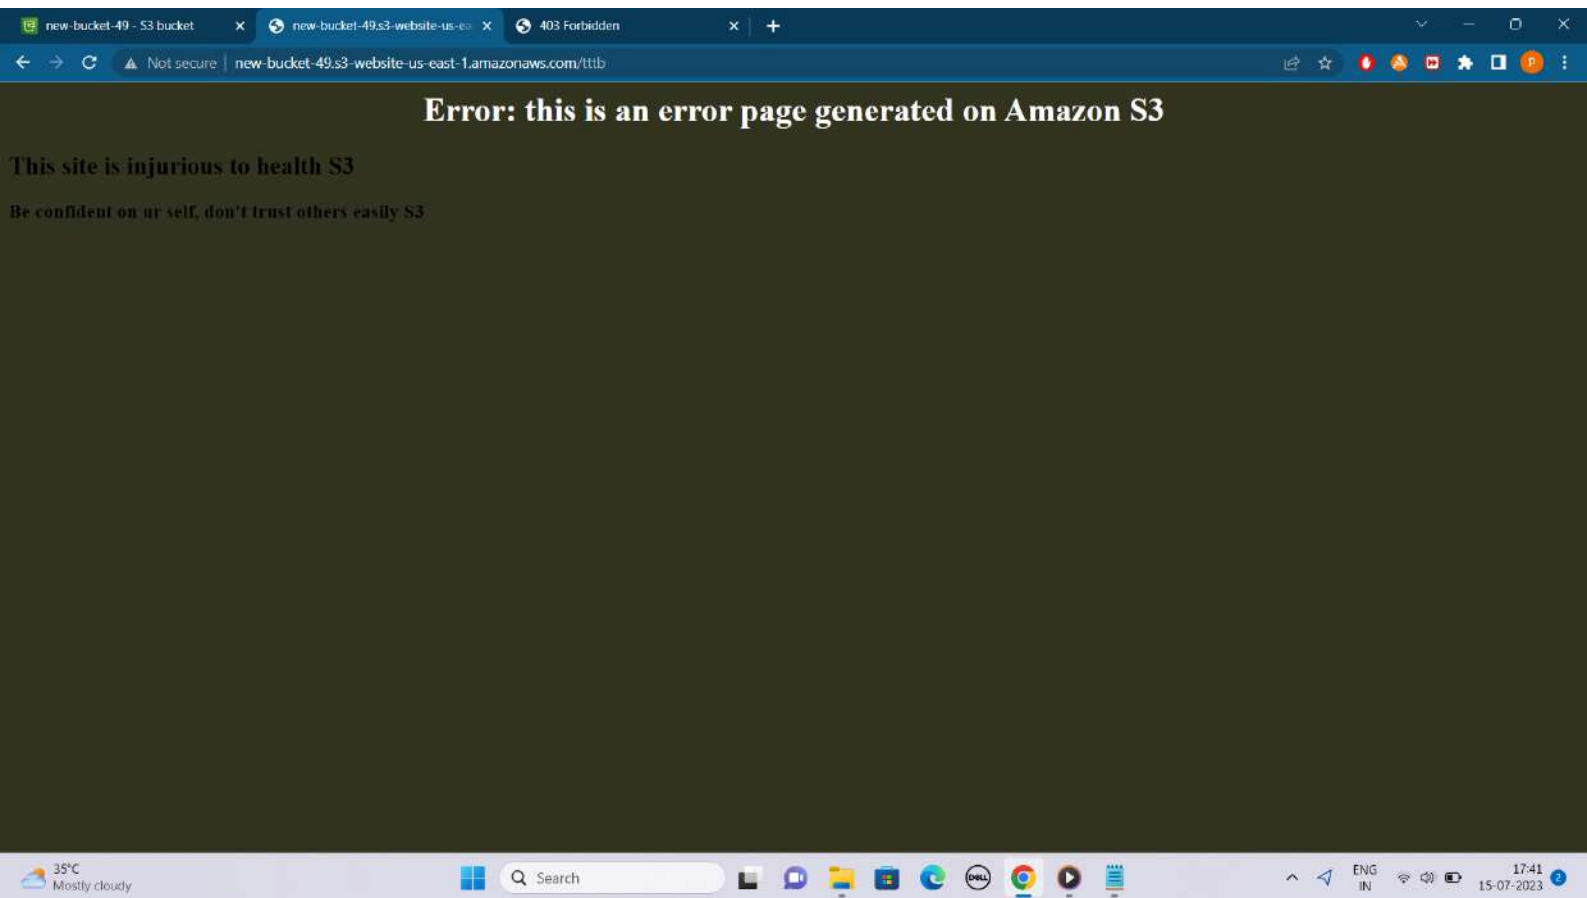 new-bucket-49 - S3 bucket
new-bucket-49.s3-website-us-ea
403 Forbidden
Not secure
new-bucket-49.s3-website-us-east-1.amazonaws.com/tttb
Error: this is an error page generated on Amazon S3
This site is injurious to health S3
Be confident on ur self, don't trust others easily S3
35°C
Mostly cloudy
Search
DELL
ENG
IN
17:41
15-07-2023
2